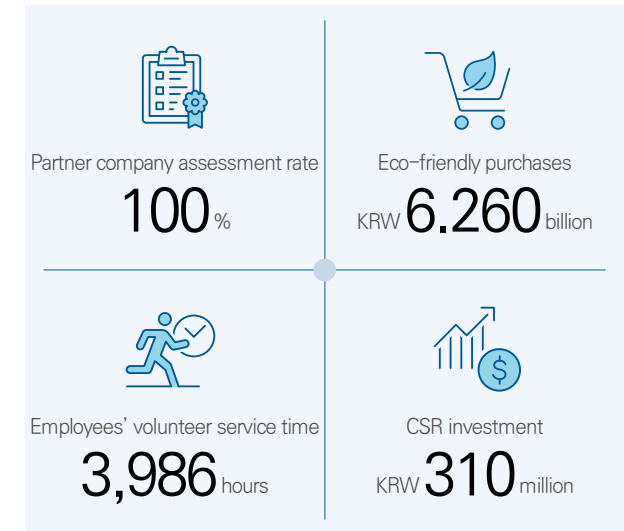 Partner company assessment rate
100 %
Eco-friendly purchases
KRW 6.260 billion
Employees’ volunteer service time
3,986 hours
CSR investment
KRW 310 million